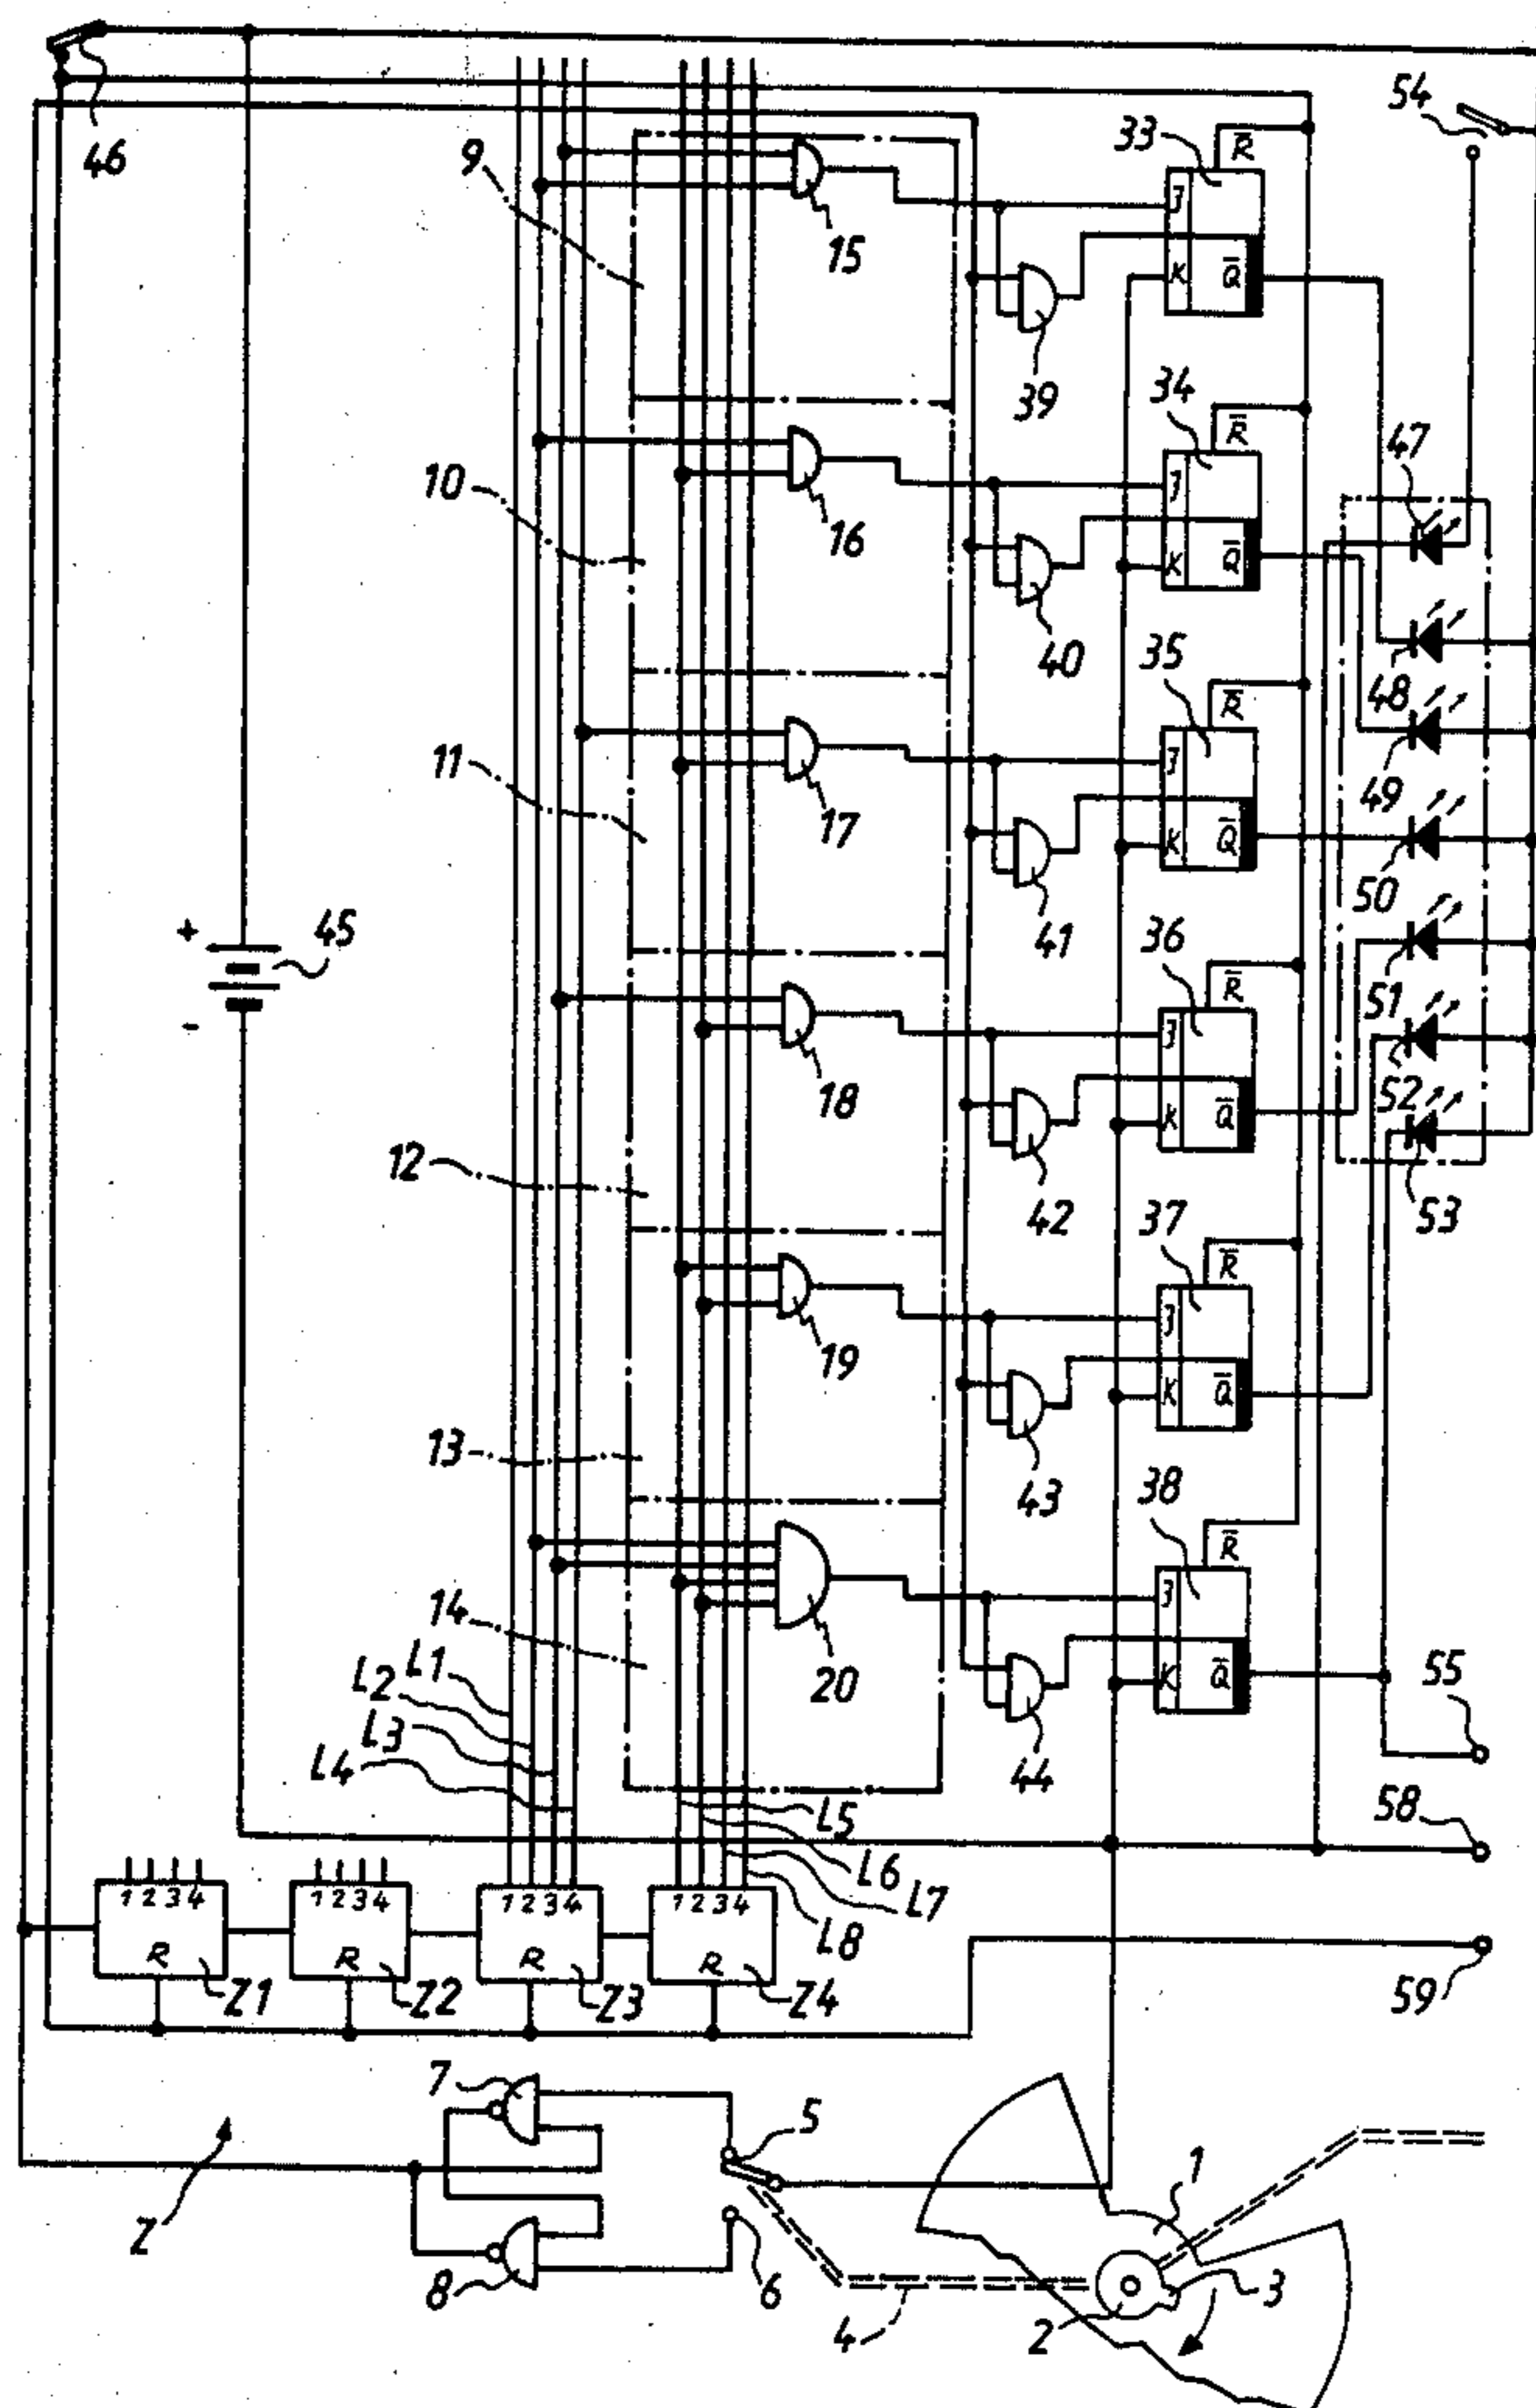 54
33
R̄
46
9
J
15
K
Q̄
39
34
R̄
47
10
J
16
K
Q̄
40
35
48
R̄
11
J
49
17
K
Q̄
50
41
36
+
45
R̄
51
-
J
18
K
Q̄
52
12
42
37
53
R̄
J
19
K
Q̄
13
43
38
R̄
J
14
L1
L2
20
K
Q̄
55
L3
L4
44
58
L5
L6
1 2 3 4
1 2 3 4
1 2 3 4
1 2 3 4
L7
L8
R
R
R
R
Z1
Z2
Z3
Z4
59
7
5
1
Z
8
6
3
4
2